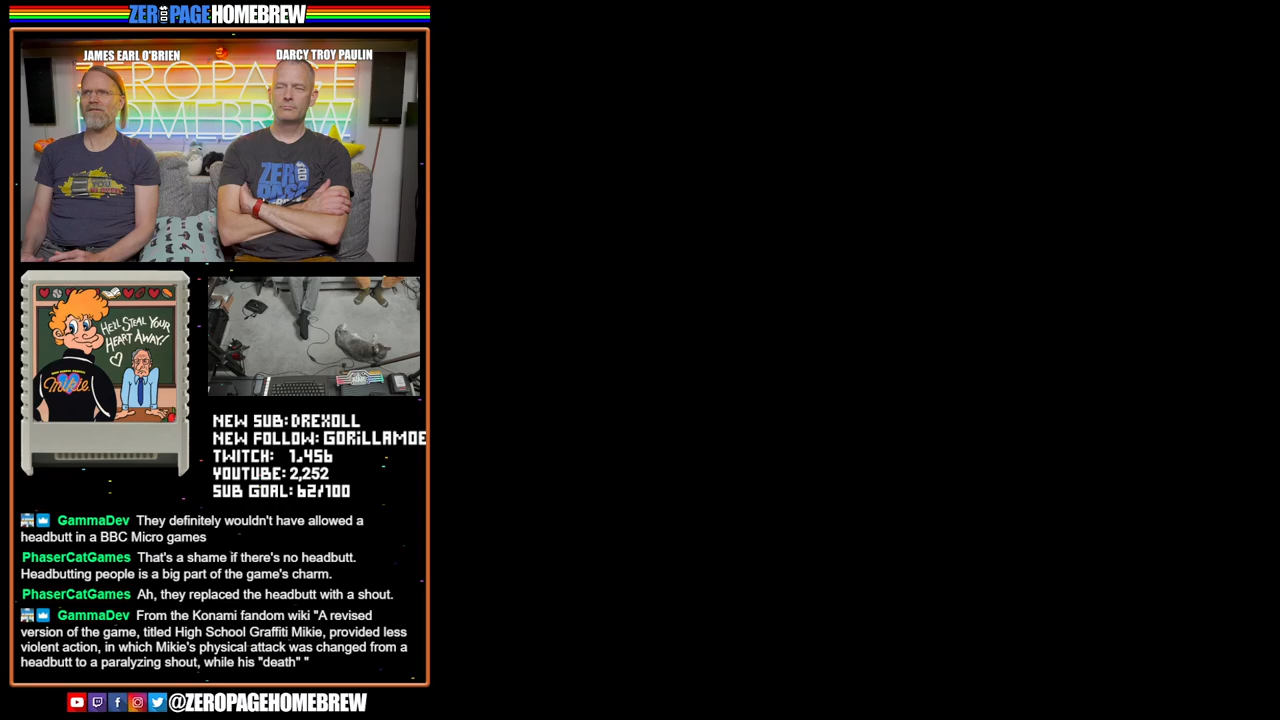 ZEROPAGE HOMEBREW
JAMES EARL O'BRIEN
DARCY TROY PAULIN
ZEROPAGE
HOMEBREW
ZERO
PAGE
HE'LL STEAL YOUR
HEART AWAY!
Mikie
NEW SUB: DREXOLL
NEW FOLLOW: GORILLAMOE
TWITCH: 1,456
YOUTUBE: 2,252
SUB GOAL: 62/100
GammaDev They definitely wouldn't have allowed a
headbutt in a BBC Micro games
PhaserCatGames That's a shame if there's no headbutt.
Headbutting people is a big part of the game's charm.
PhaserCatGames Ah, they replaced the headbutt with a shout.
GammaDev From the Konami fandom wiki "A revised
version of the game, titled High School Graffiti Mikie, provided less
violent action, in which Mikie's physical attack was changed from a
headbutt to a paralyzing shout, while his "death" "
@ZEROPAGEHOMEBREW